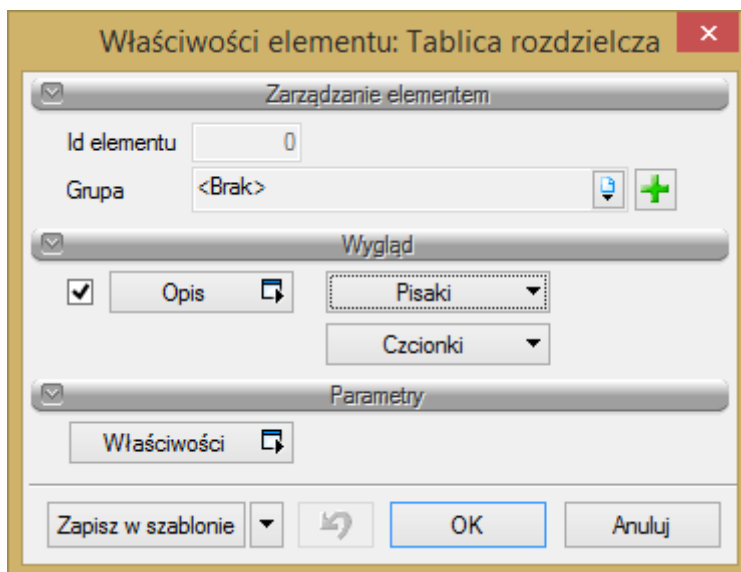 Właściwości elementu: Tablica rozdzielcza
Zarządzanie elementem
Id elementu 0
Grupa <Brak>
Wygląd
Opis Pisaki
Czcionki
Parametry
Właściwości
Zapisz w szablonie OK Anuluj